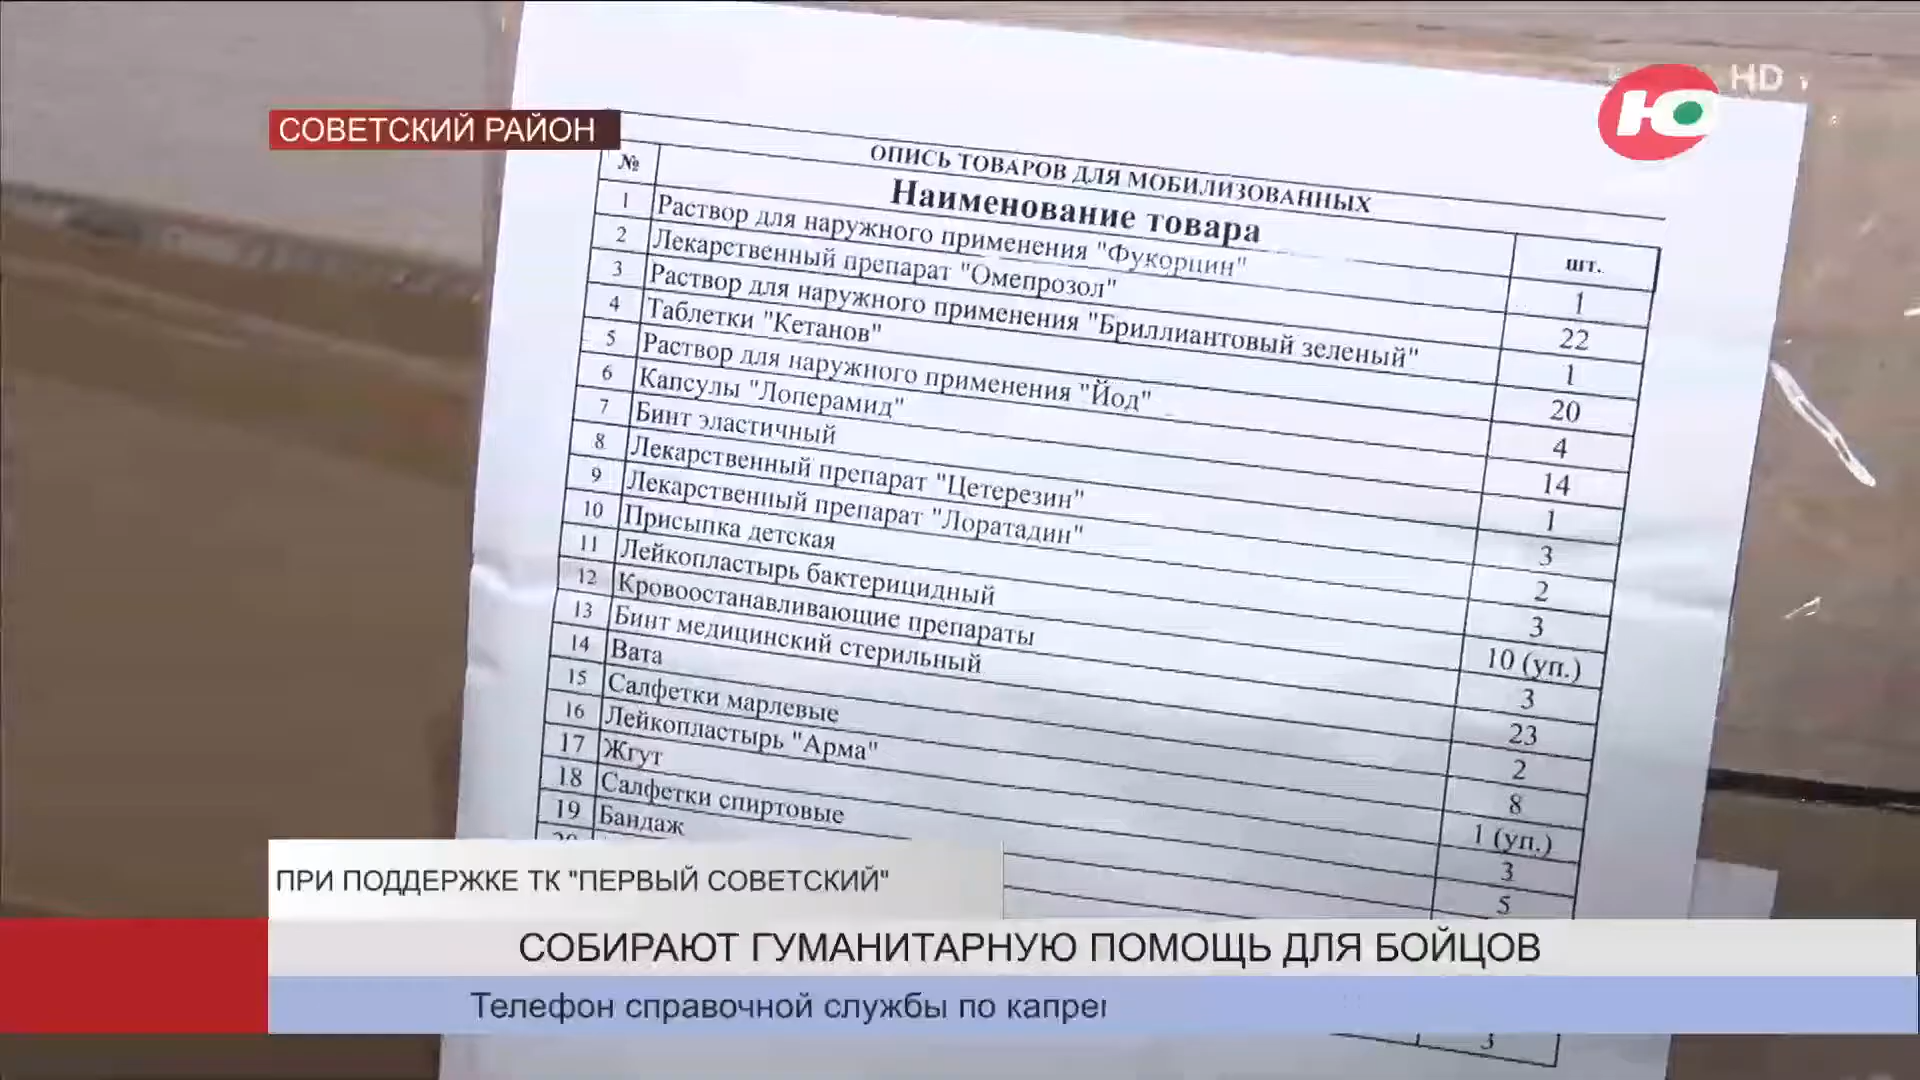 HD
Ю
СОВЕТСКИЙ РАЙОН
ОПИСЬ ТОВАРОВ ДЛЯ МОБИЛИЗОВАННЫХ
№ Наименование товара шт.
1 Раствор для наружного применения "Фукорцин" 1
2 Лекарственный препарат "Омепрозол" 22
3 Раствор для наружного применения "Бриллиантовый зеленый" 1
4 Таблетки "Кетанов" 20
5 Раствор для наружного применения "Йод" 4
6 Капсулы "Лоперамид" 14
7 Бинт эластичный 1
8 Лекарственный препарат "Цетерезин" 3
9 Лекарственный препарат "Лоратадин" 2
10 Присыпка детская 3
11 Лейкопластырь бактерицидный 10 (уп.)
12 Кровоостанавливающие препараты 3
13 Бинт медицинский стерильный 23
14 Вата 2
15 Салфетки марлевые 8
16 Лейкопластырь "Арма" 1 (уп.)
17 Жгут 3
18 Салфетки спиртовые 5
19 Бандаж
ПРИ ПОДДЕРЖКЕ ТК "ПЕРВЫЙ СОВЕТСКИЙ"
СОБИРАЮТ ГУМАНИТАРНУЮ ПОМОЩЬ ДЛЯ БОЙЦОВ
Телефон справочной службы по капре
3